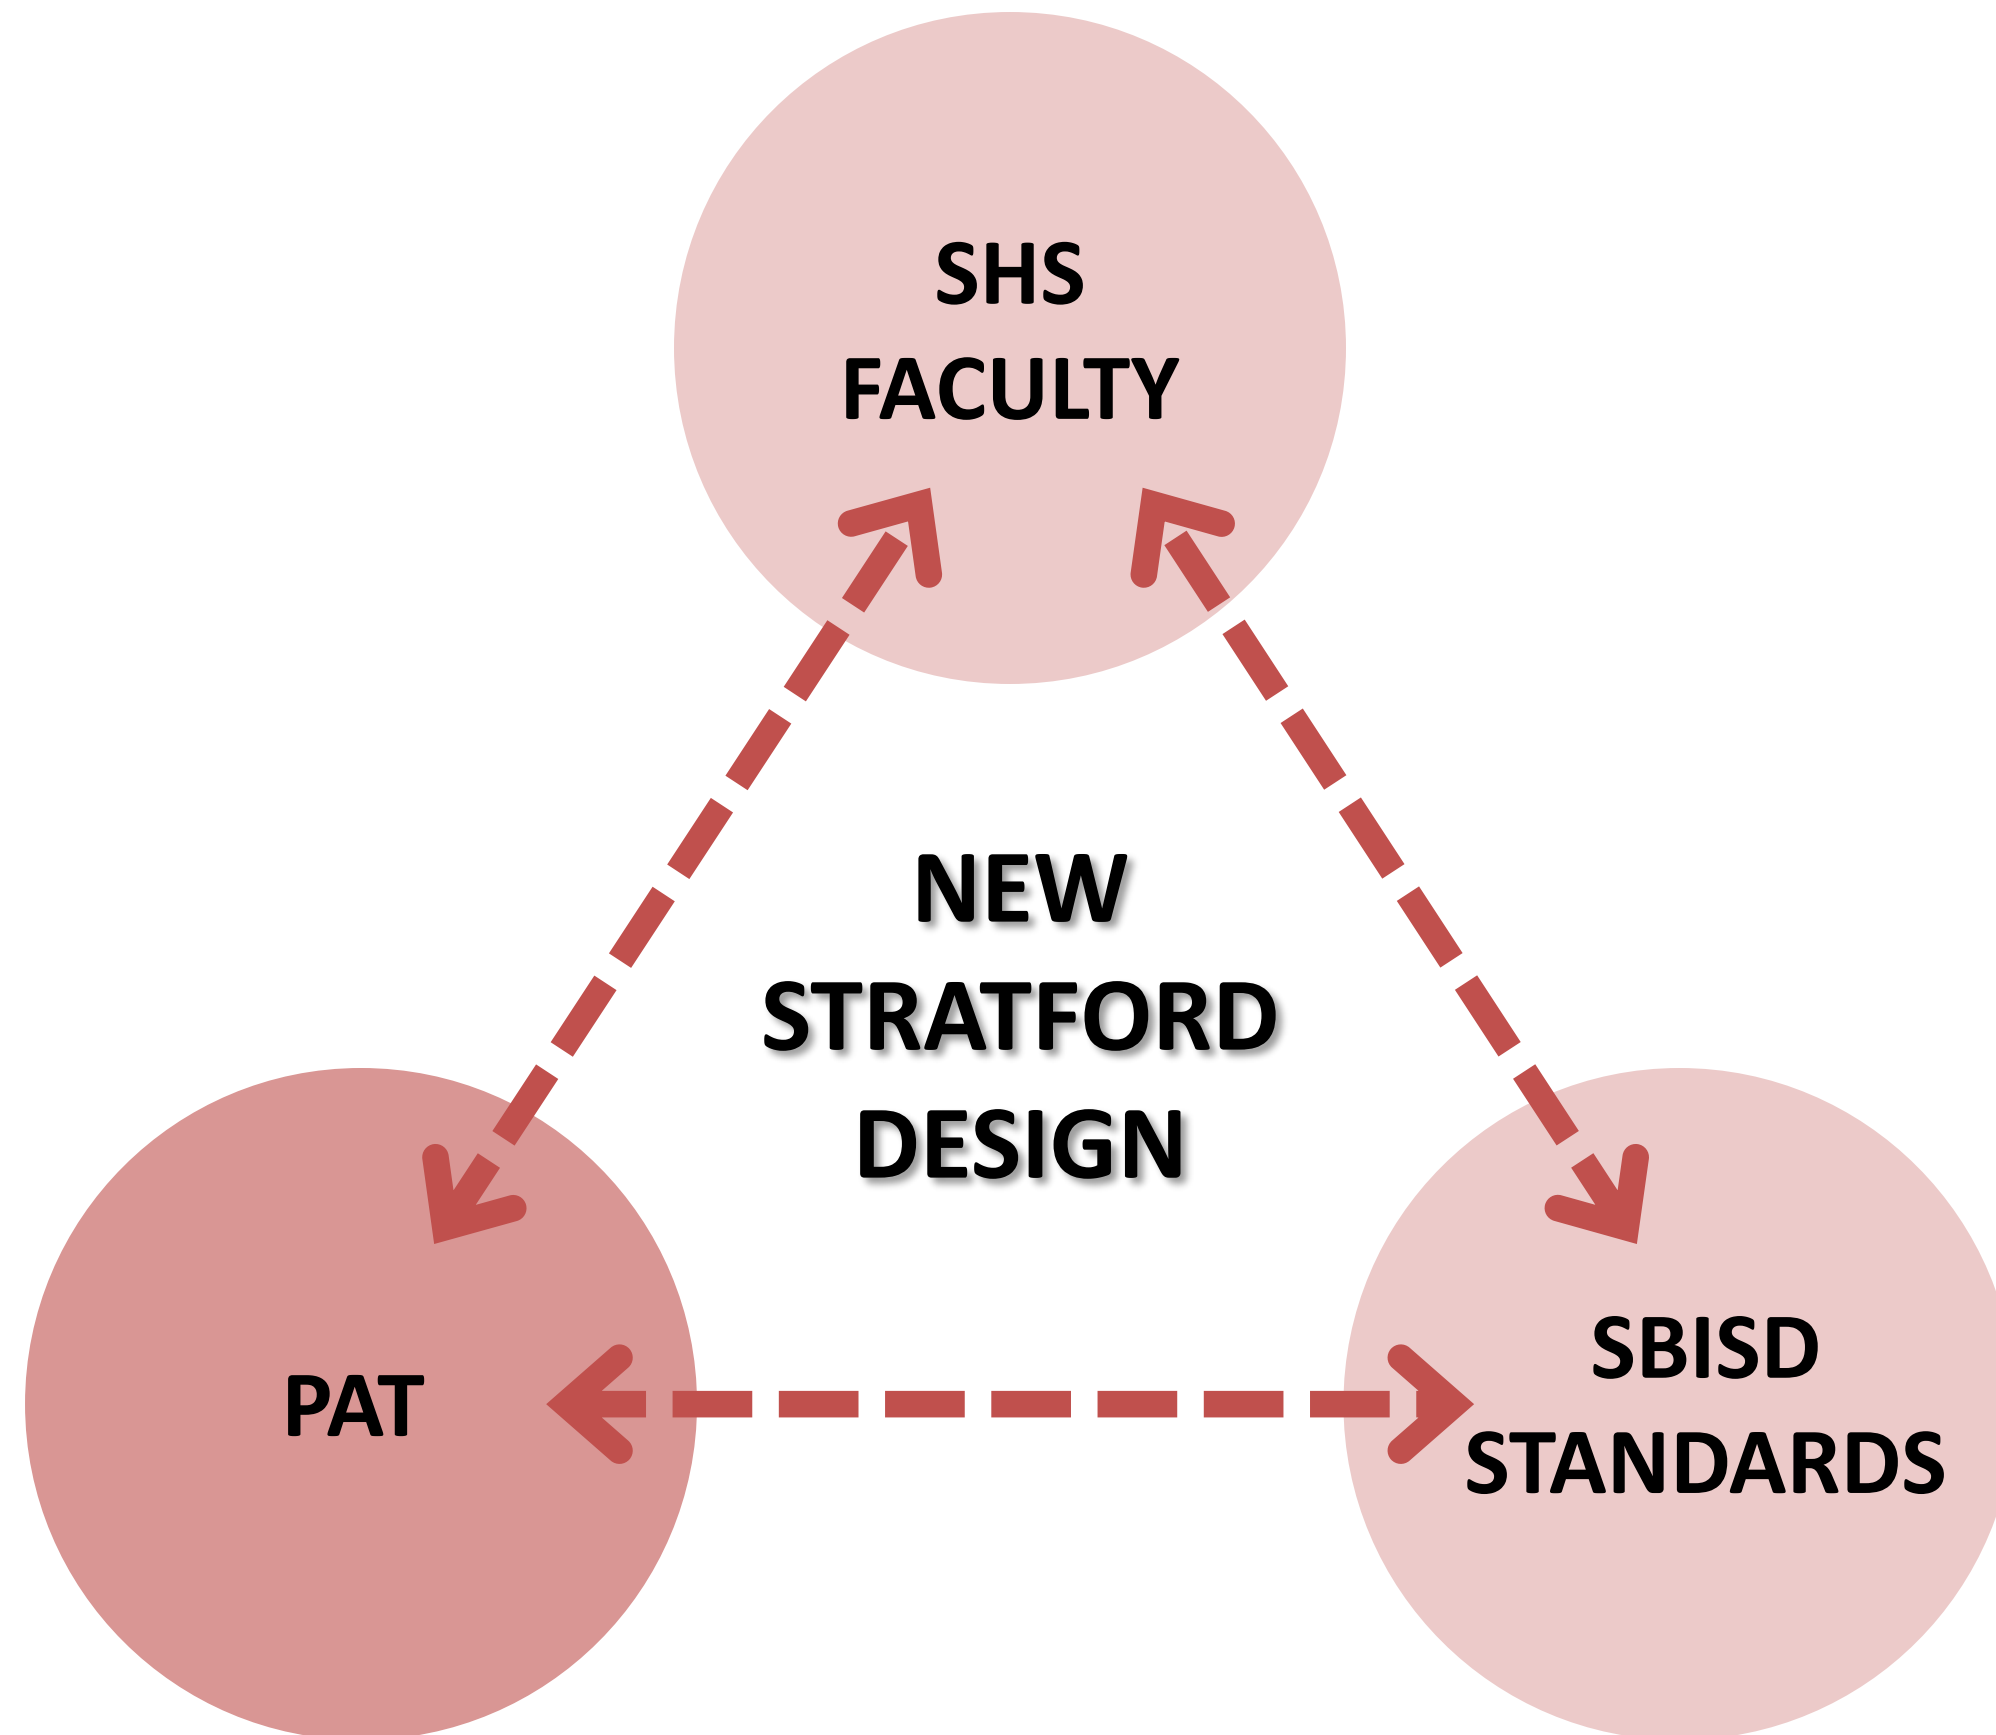 SHS
FACULTY
NEW
STRATFORD
DESIGN
PAT
SBISD
STANDARDS